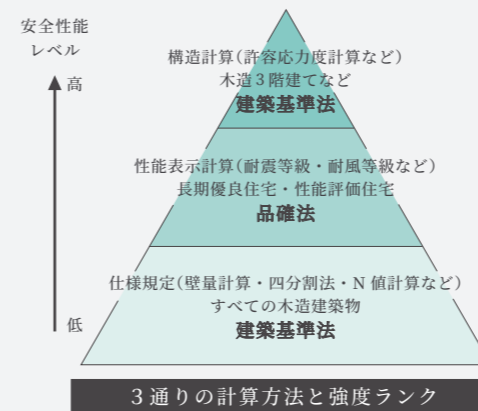 安全性能
レベル
高
構造計算(許容応力度計算など)
木造3階建てなど
建築基準法
性能表示計算(耐震等級・耐風等級など)
長期優良住宅・性能評価住宅
品確法
仕様規定(壁量計算・四分割法・N値計算など)
すべての木造建築物
建築基準法
低
3通りの計算方法と強度ランク